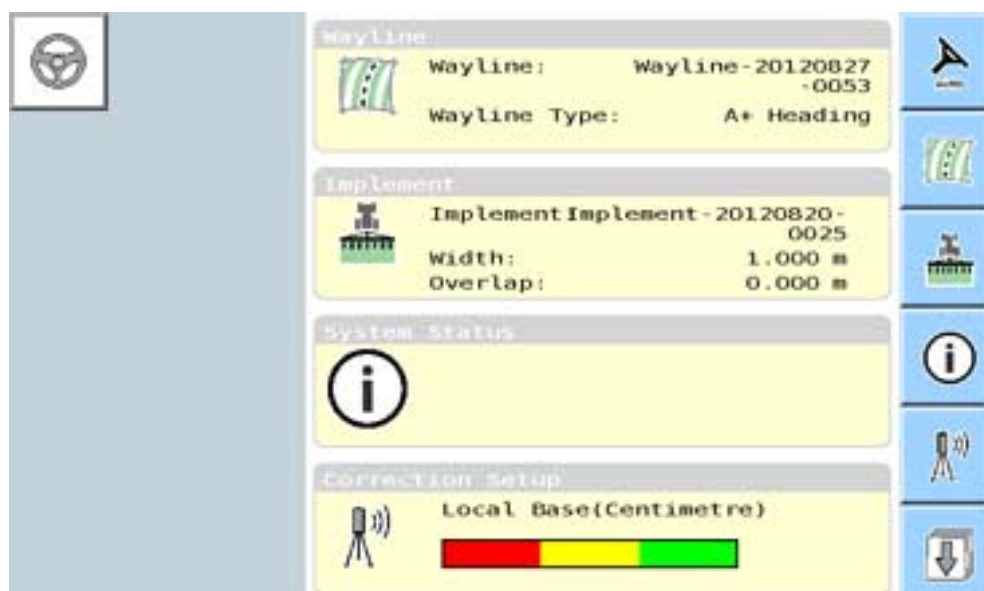 Wayline
Wayline: Wayline-20120827
-0053
Wayline Type: A+ Heading
Implement
Implement Implement-20120820-
0025
Width: 1.000 m
Overlap: 0.000 m
System Status
Correction Setup
Local Base(Centimetre)